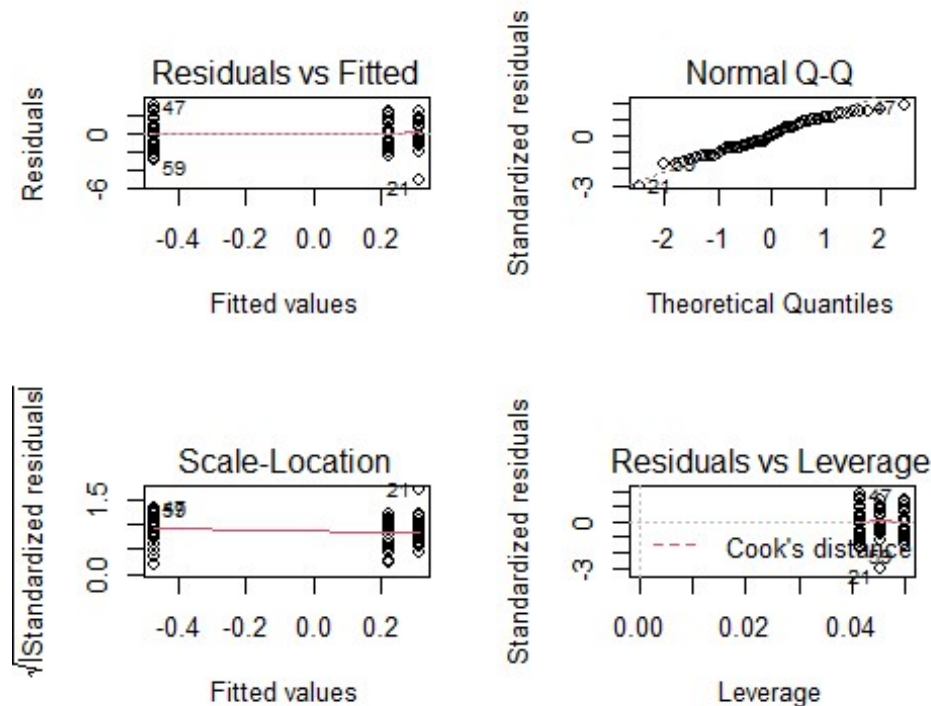 Residuals vs Fitted
Residuals
0
-6
47
59
21
-0.4 -0.2 0.0 0.2
Fitted values
Normal Q-Q
Standardized residuals
0
-3
47
21
-2 -1 0 1 2
Theoretical Quantiles
Scale-Location
√|Standardized residuals|
1.5
0.0
21
59
-0.4 -0.2 0.0 0.2
Fitted values
Residuals vs Leverage
Standardized residuals
0
-3
47
Cook's distance
21
0.00 0.02 0.04
Leverage